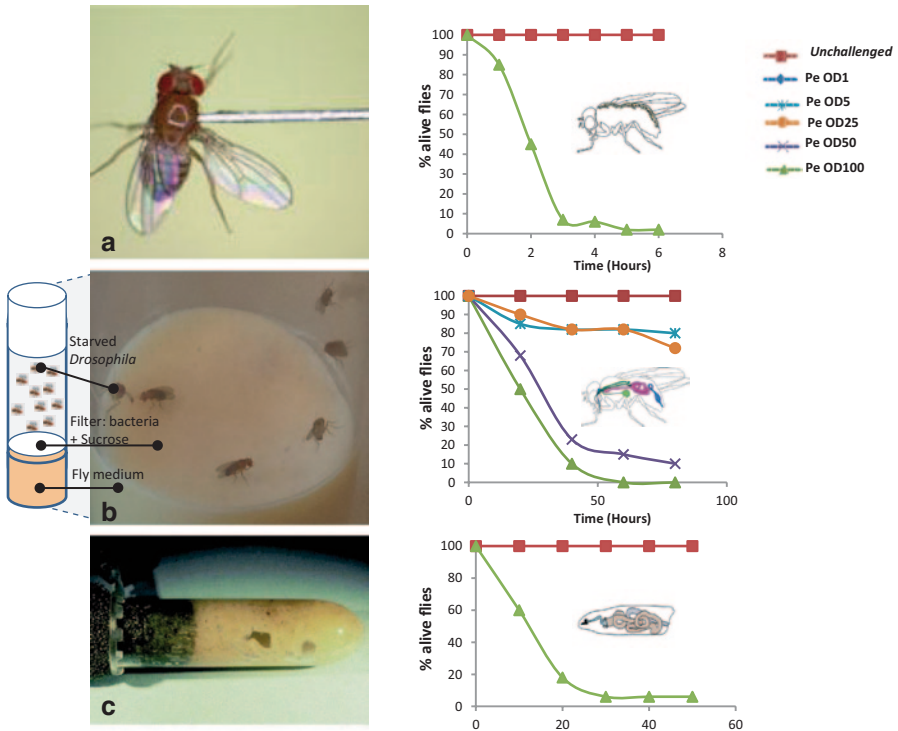 a
% alive flies
100
90
80
70
60
50
40
30
20
10
0
0 2 4 6 8
Time (Hours)
Unchallenged
Pe OD1
Pe OD5
Pe OD25
Pe OD50
Pe OD100
Starved
Drosophila
Filter: bacteria
+ Sucrose
Fly medium
b
% alive flies
100
90
80
70
60
50
40
30
20
10
0
0 50 100
Time (Hours)
c
% alive flies
100
80
60
40
20
0
0 20 40 60